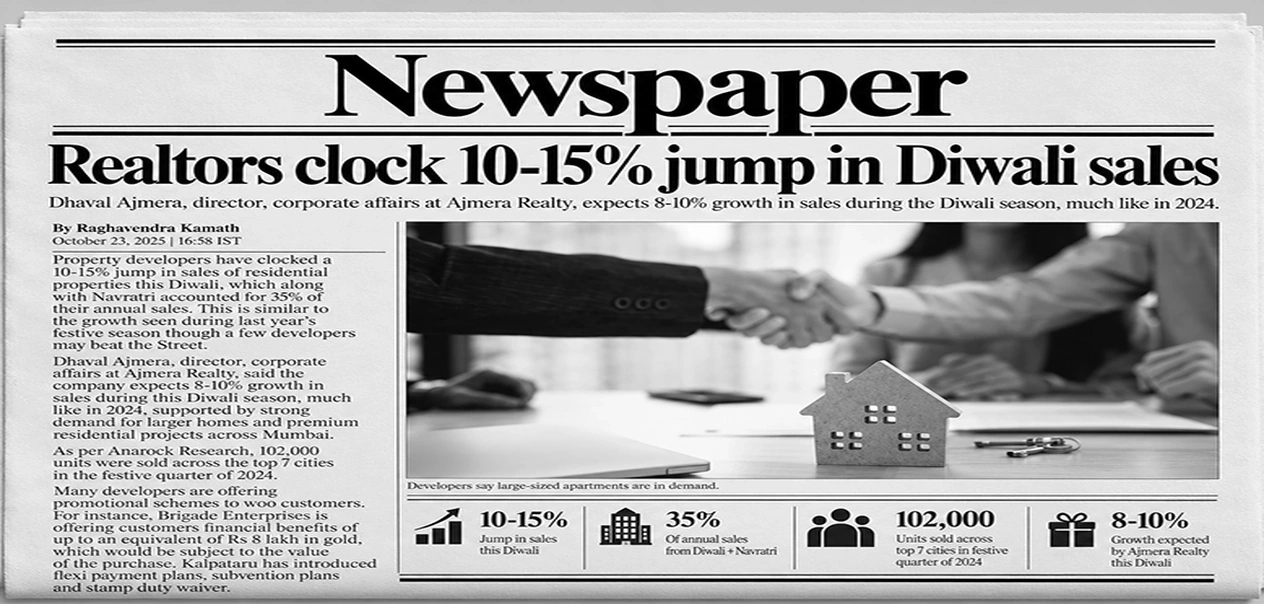 Newspaper
Realtors clock 10-15% jump in Diwali sales
Dhaval Ajmera, director, corporate affairs at Ajmera Realty, expects 8-10% growth in sales during the Diwali season, much like in 2024.
By Raghavendra Kamath
October 23, 2025 | 16:58 IST
Property developers have clocked a
10-15% jump in sales of residential
properties this Diwali, which along
with Navratri accounted for 35% of
their annual sales. This is similar to
the growth seen during last year's
festive season though a few developers
may beat the Street.
Dhaval Ajmera, director, corporate
affairs at Ajmera Realty, said the
company expects 8-10% growth in
sales during this Diwali season, much
like in 2024, supported by strong
demand for larger homes and premium
residential projects across Mumbai.
As per Anarock Research, 102,000
units were sold across the top 7 cities
in the festive quarter of 2024.
Many developers are offering
promotional schemes to woo customers.
For instance, Brigade Enterprises is
offering customers financial benefits of
up to an equivalent of Rs 8 lakh in gold,
which would be subject to the value
of the purchase. Kalpataru has introduced
flexi payment plans, subvention plans
and stamp duty waiver.
Developers say large-sized apartments are in demand.
10-15%
Jump in sales
this Diwali
35%
Of annual sales
from Diwali + Navratri
102,000
Units sold across
top 7 cities in festive
quarter of 2024
8-10%
Growth expected
by Ajmera Realty
this Diwali